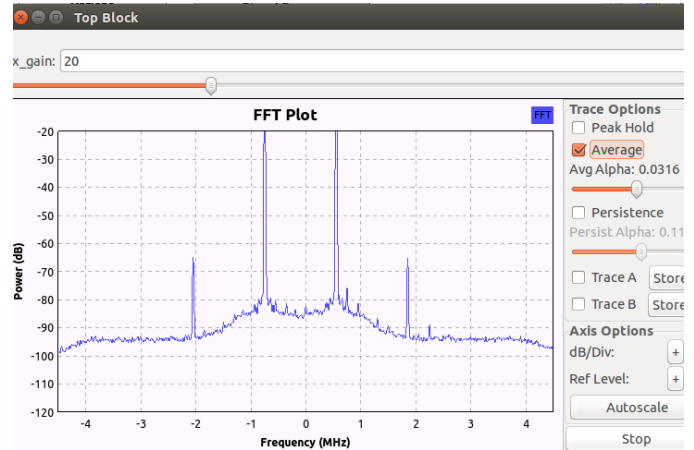 Top Block
x_gain: 20
FFT Plot
FFT
-20
-30
-40
-50
-60
-70
-80
-90
-100
-110
-120
Power (dB)
-4 -3 -2 -1 0 1 2 3 4
Frequency (MHz)
Trace Options
Peak Hold
Average
Avg Alpha: 0.0316
Persistence
Persist Alpha: 0.11
Trace A Store
Trace B Store
Axis Options
dB/Div: +
Ref Level: +
Autoscale
Stop